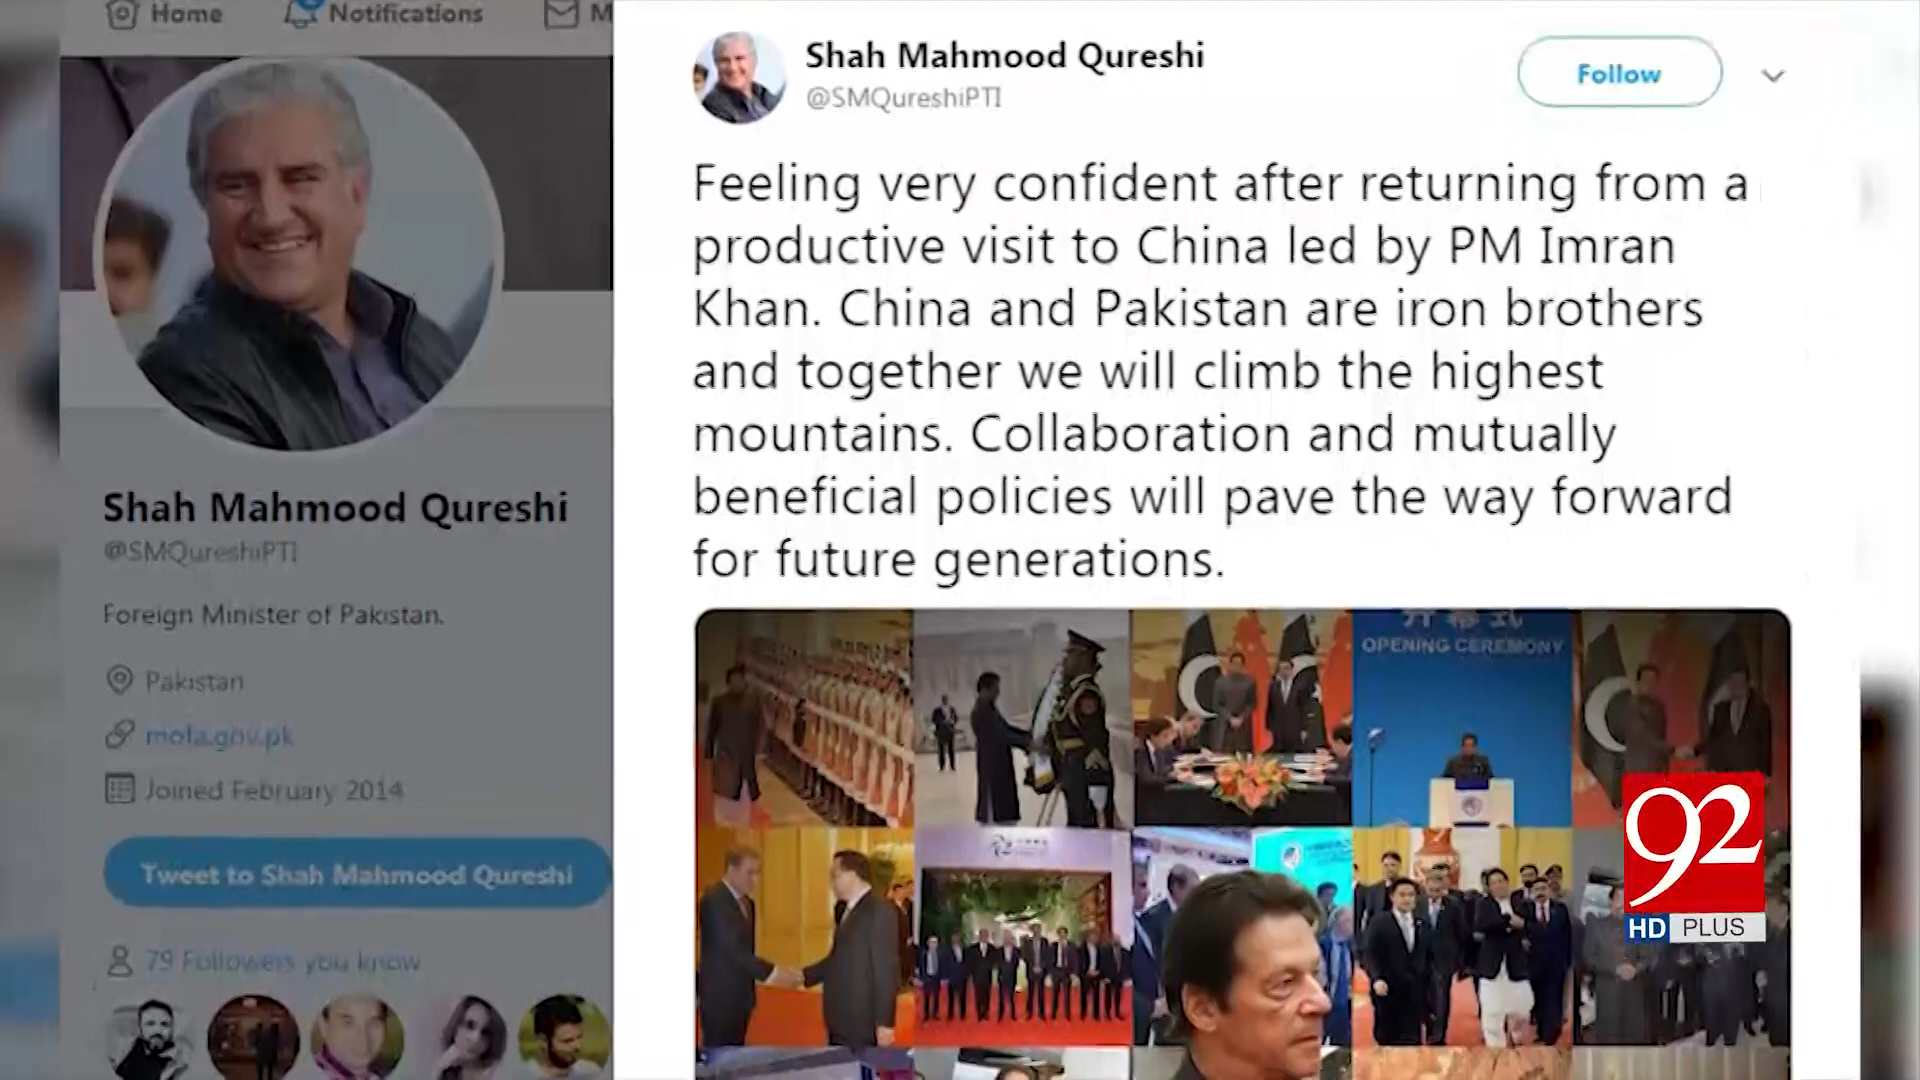 Home
Notifications
M
Shah Mahmood Qureshi
@SMQureshiPTI
Foreign Minister of Pakistan.
Pakistan
mofa.gov.pk
Joined February 2014
Tweet to Shah Mahmood Qureshi
79 Followers you know
Shah Mahmood Qureshi
@SMQureshiPTI
Follow
Feeling very confident after returning from a
productive visit to China led by PM Imran
Khan. China and Pakistan are iron brothers
and together we will climb the highest
mountains. Collaboration and mutually
beneficial policies will pave the way forward
for future generations.
OPENING CEREMONY
92
HD PLUS